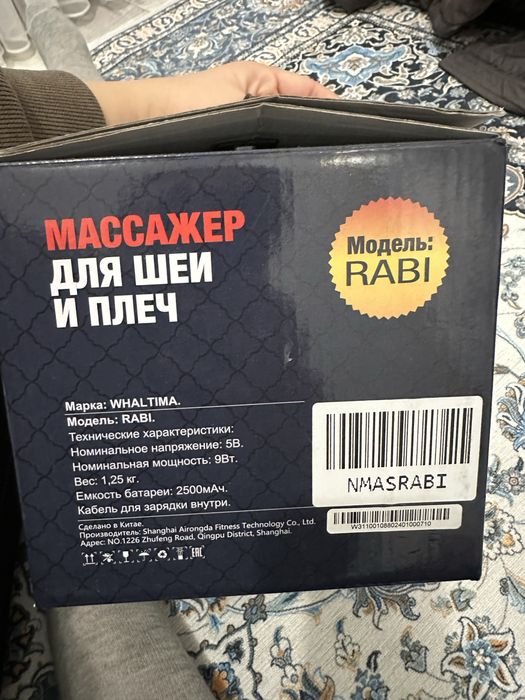 МАССАЖЕР
ДЛЯ ШЕИ
И ПЛЕЧ
Модель:
RABI
Марка: WHALTIMA.
Модель: RABI.
Технические характеристики:
Номинальное напряжение: 5В.
Номинальная мощность: 9Вт.
Вес: 1,25 кг.
Емкость батареи: 2500мАч.
Кабель для зарядки внутри.
Сделано в Китае.
Производитель: Shanghai Airongda Fitness Technology Co., Ltd.
Адрес: NO.1226 Zhufeng Road, Qingpu District, Shanghai.
EAC
NMASRABI
W31100108802401000710